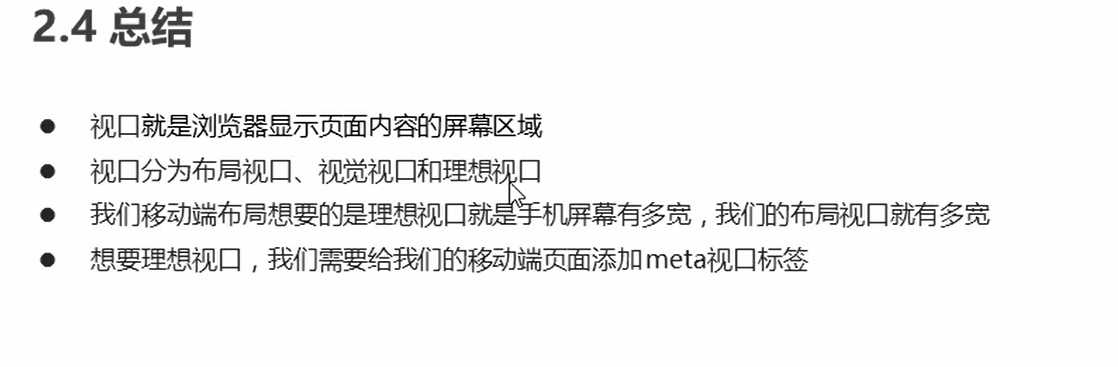 2.4 总结
● 视口就是浏览器显示页面内容的屏幕区域
● 视口分为布局视口、视觉视口和理想视口
● 我们移动端布局想要的是理想视口就是手机屏幕有多宽，我们的布局视口就有多宽
● 想要理想视口，我们需要给我们的移动端页面添加meta视口标签